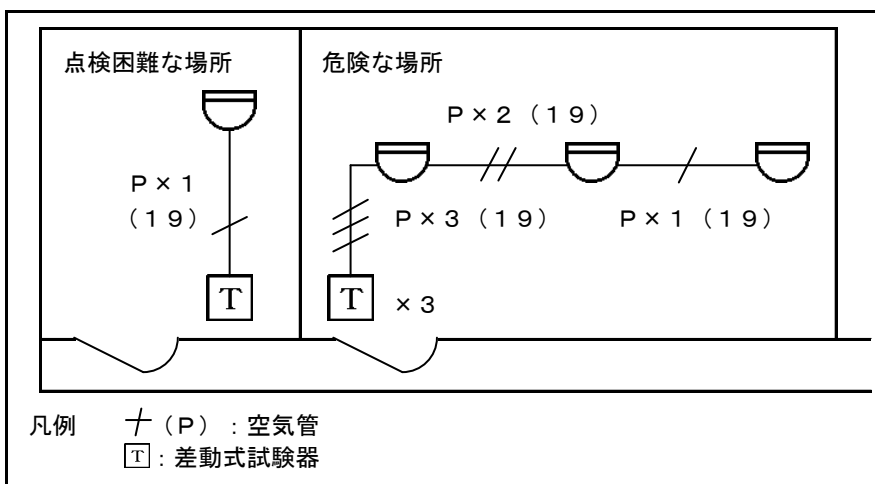 点検困難な場所
危険な場所
P×2(19)
P×1
(19)
P×3(19)
P×1(19)
T
T
×3
凡例
(P):空気管
T:差動式試験器